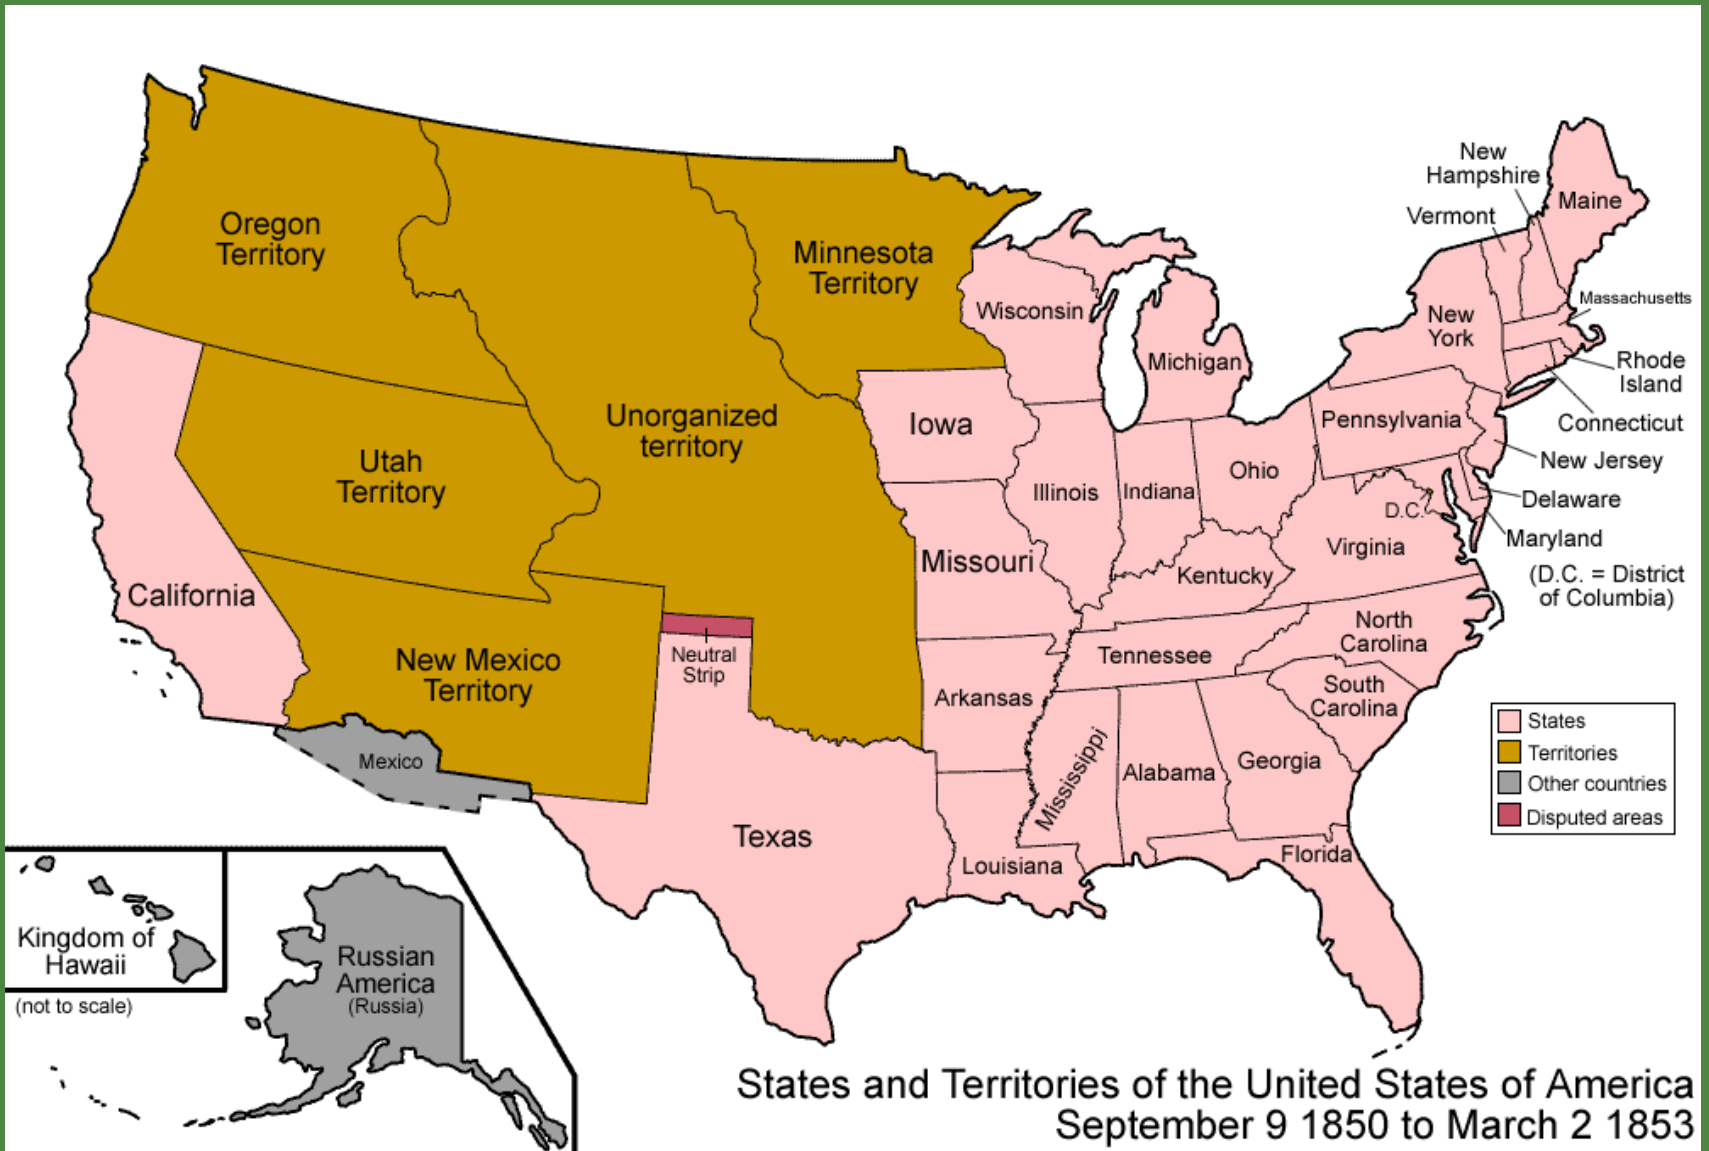 New
Hampshire
Vermont
Maine
Massachusetts
New
York
Rhode
Island
Connecticut
New Jersey
Delaware
Maryland
(D.C. = District
of Columbia)
Oregon
Territory
Minnesota
Territory
Wisconsin
Michigan
Unorganized
territory
Iowa
Pennsylvania
Utah
Territory
Illinois
Indiana
Ohio
D.C.
Virginia
California
Missouri
Kentucky
New Mexico
Territory
Neutral
Strip
North
Carolina
Tennessee
South
Carolina
Arkansas
Mexico
Mississippi
Alabama
Georgia
Texas
Louisiana
Florida
States
Territories
Other countries
Disputed areas
Kingdom of
Hawaii
(not to scale)
Russian
America
(Russia)
States and Territories of the United States of America
September 9 1850 to March 2 1853